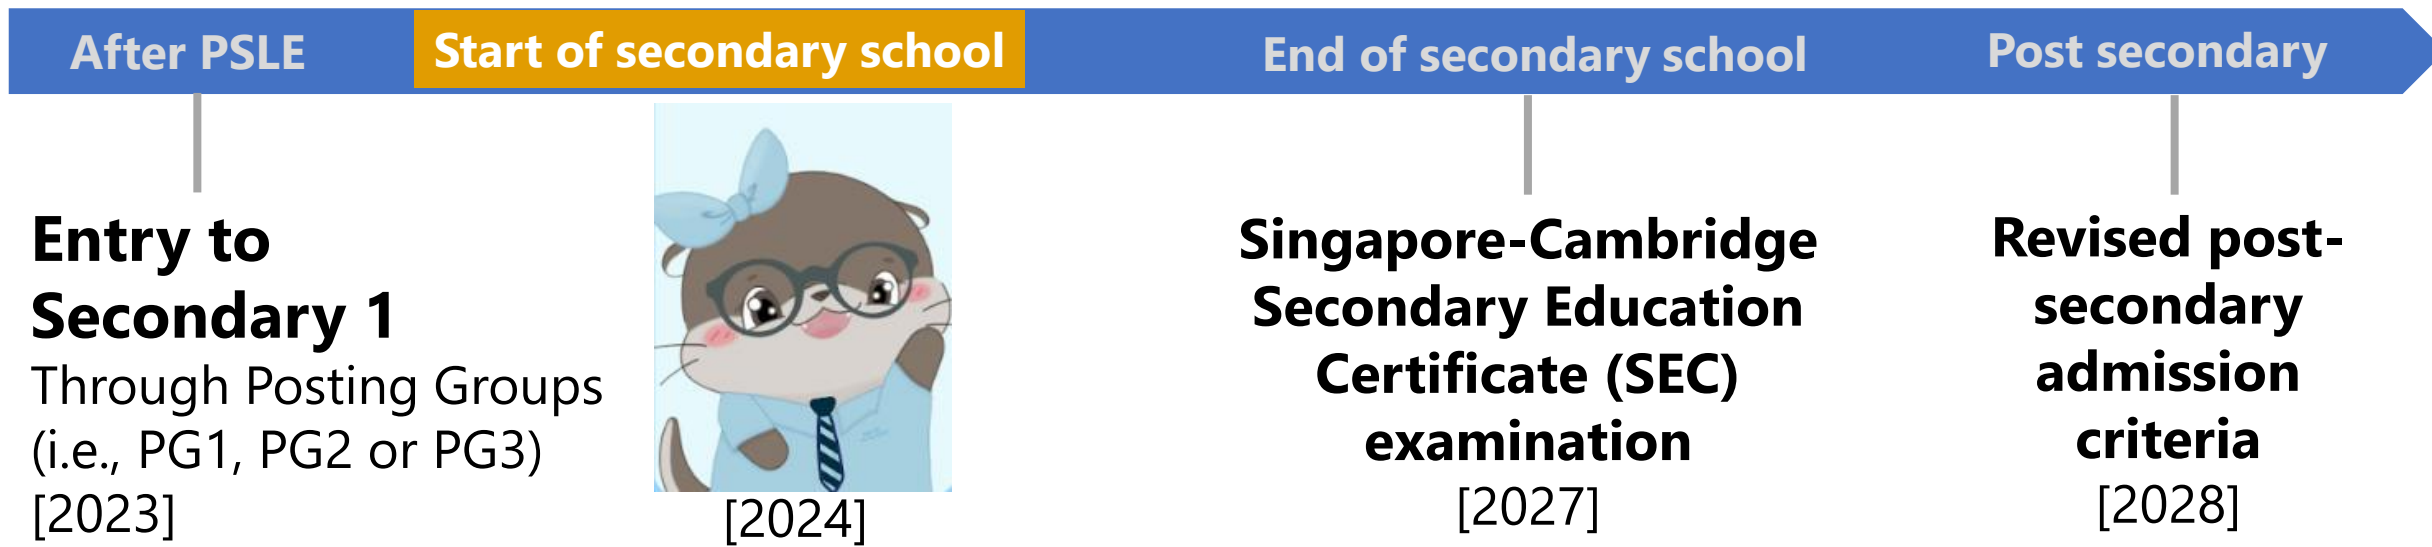 After PSLE
Start of secondary school
End of secondary school
Post secondary
Entry to
Secondary 1
Through Posting Groups
(i.e., PG1, PG2 or PG3)
[2023]
[2024]
Singapore-Cambridge
Secondary Education
Certificate (SEC)
examination
[2027]
Revised post-
secondary
admission
criteria
[2028]